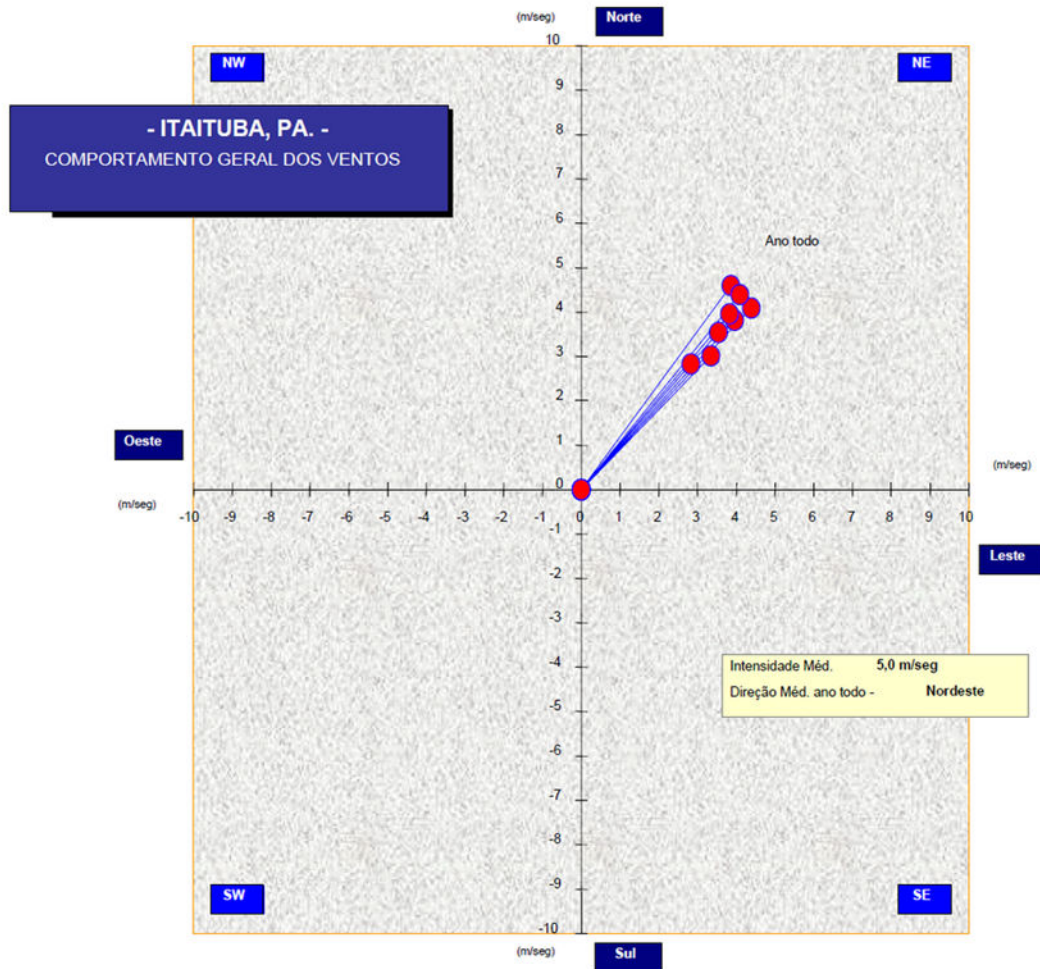 (m/seg)
Norte
10
NW
NE
9
- ITAITUBA, PA. -
COMPORTAMENTO GERAL DOS VENTOS
8
7
6
Ano todo
5
4
3
2
Oeste
1
(m/seg)
0
(m/seg)
-10 -9 -8 -7 -6 -5 -4 -3 -2 -1 0 1 2 3 4 5 6 7 8 9 10
-1
Leste
-2
-3
-4
Intensidade Méd. 5,0 m/seg
Direção Méd. ano todo - Nordeste
-5
-6
-7
-8
-9
SW
SE
-10
(m/seg)
Sul